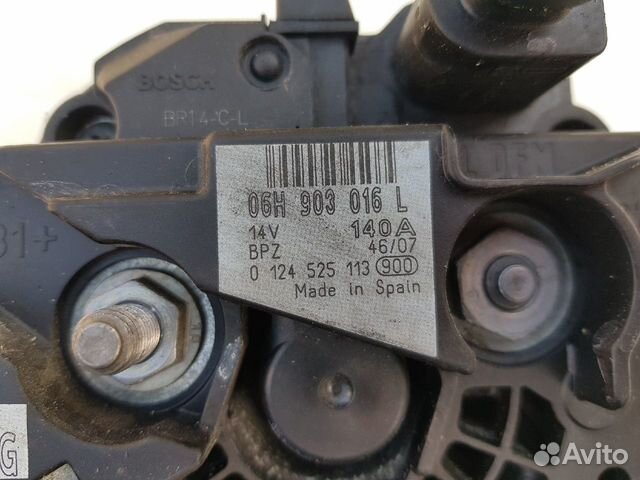 BOSCH
BR14-C-L
L DFM
06H 903 016 L
14V 140A
BPZ 46/07
0 124 525 113 900
Made in Spain
B1+
G
Avito